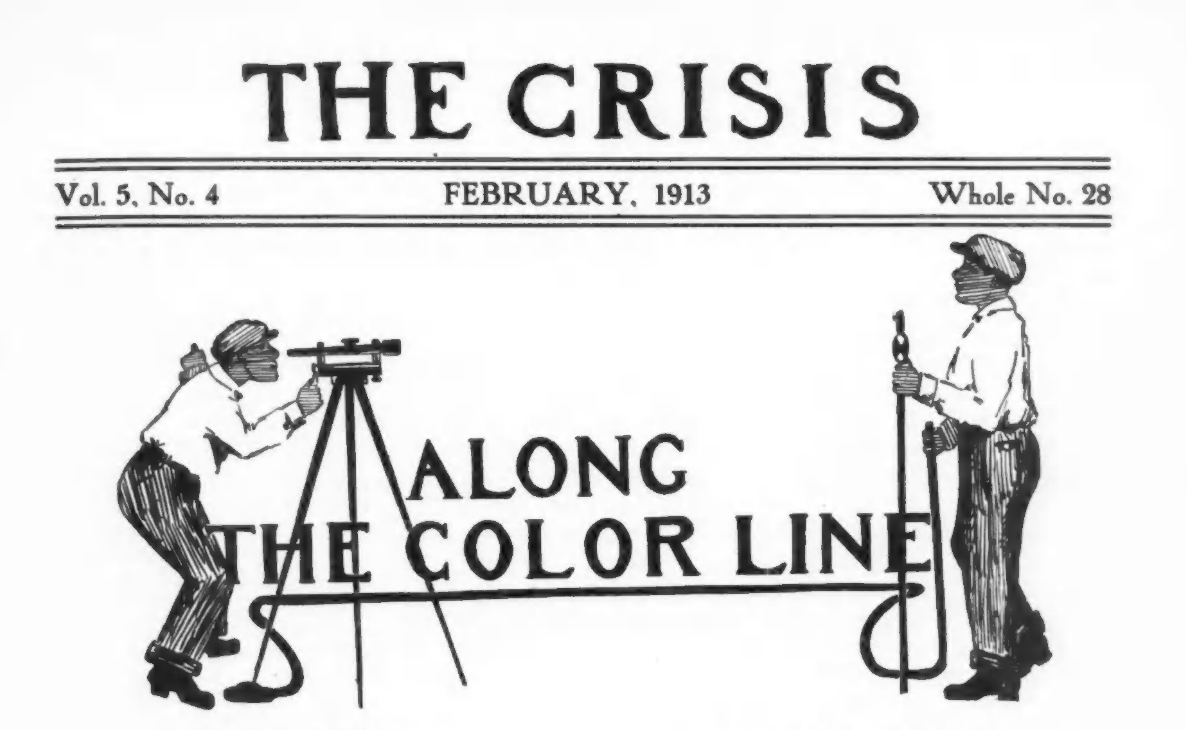 THE CRISIS
Vol. 5, No. 4 FEBRUARY, 1913 Whole No. 28
ALONG
THE COLOR LINE